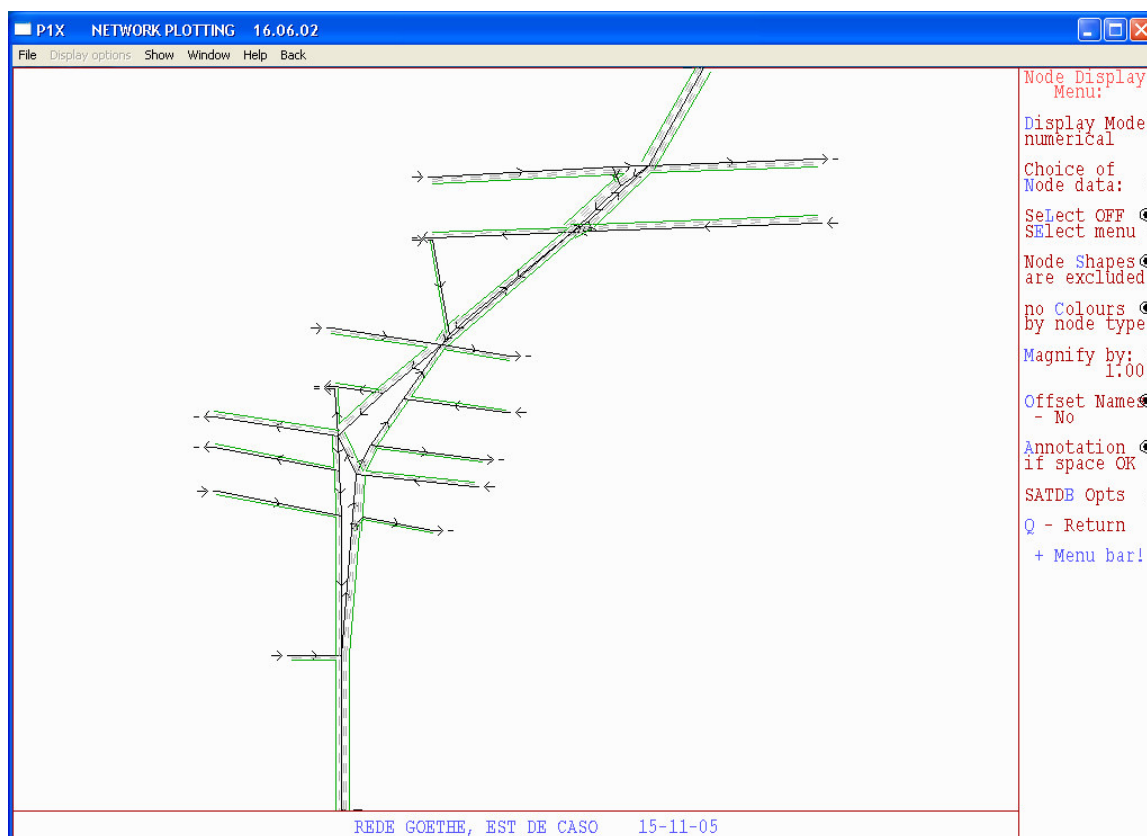 P1X NETWORK PLOTTING 16.06.02
File Display options Show Window Help Back
Node Display
Menu:
Display Mode
numerical
Choice of
Node data:
SeLect OFF
SElect menu
Node Shapes
are excluded
no Colours
by node type
Magnify by:
1.00
Offset Names
- No
Annotation
if space OK
SATDB Opts
Q - Return
+ Menu bar!
REDE GOETHE, EST DE CASO 15-11-05